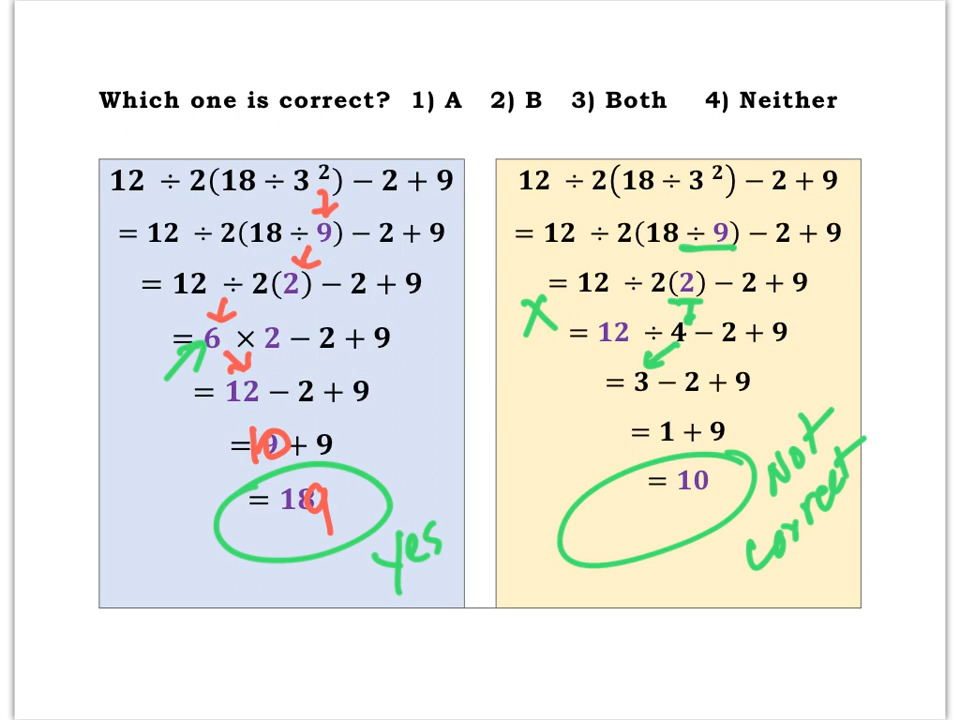 Which one is correct? 1) A 2) B 3) Both 4) Neither
12 ÷ 2(18 ÷ 3²) − 2 + 9
= 12 ÷ 2(18 ÷ 9) − 2 + 9
= 12 ÷ 2(2) − 2 + 9
= 6 × 2 − 2 + 9
= 12 − 2 + 9
= 10 + 9
= 19
yes
12 ÷ 2(18 ÷ 3²) − 2 + 9
= 12 ÷ 2(18 ÷ 9) − 2 + 9
= 12 ÷ 2(2) − 2 + 9
X
= 12 ÷ 4 − 2 + 9
= 3 − 2 + 9
= 1 + 9
= 10
Not
correct